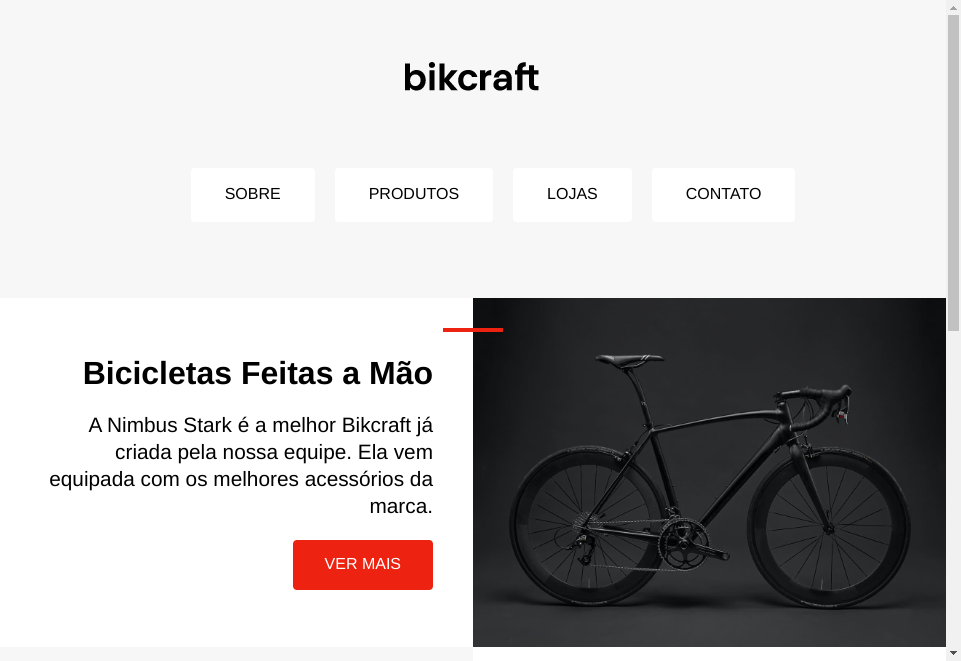 bikcraft
SOBRE
PRODUTOS
LOJAS
CONTATO
Bicicletas Feitas a Mão
A Nimbus Stark é a melhor Bikcraft já
criada pela nossa equipe. Ela vem
equipada com os melhores acessórios da
marca.
VER MAIS